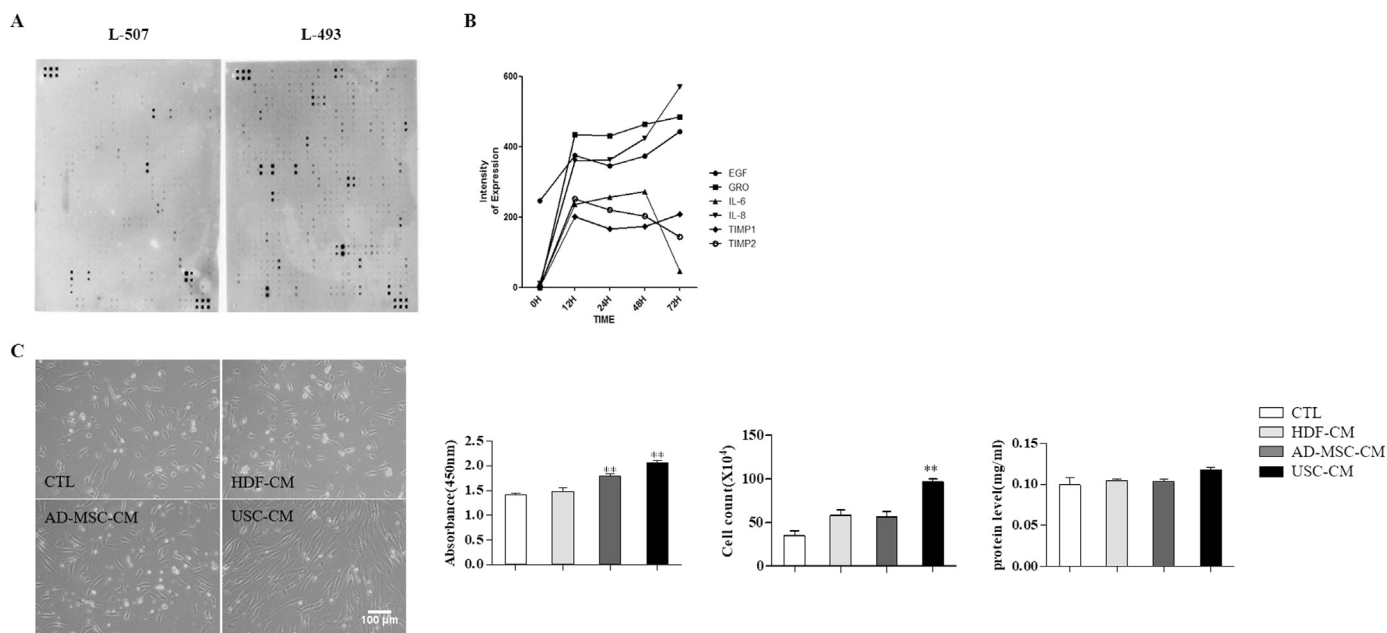 A
L-507
L-493
B
600
400
200
0
Intensity
of Expression
0H
12H
24H
48H
72H
TIME
EGF
GRO
IL-6
IL-8
TIMP1
TIMP2
C
CTL
HDF-CM
AD-MSC-CM
USC-CM
100 μm
Absorbance(450nm)
2.5
2.0
1.5
1.0
0.5
0.0
**
**
Cell count(X10⁴)
150
100
50
0
**
protein level(mg/ml)
0.15
0.10
0.05
0.00
CTL
HDF-CM
AD-MSC-CM
USC-CM